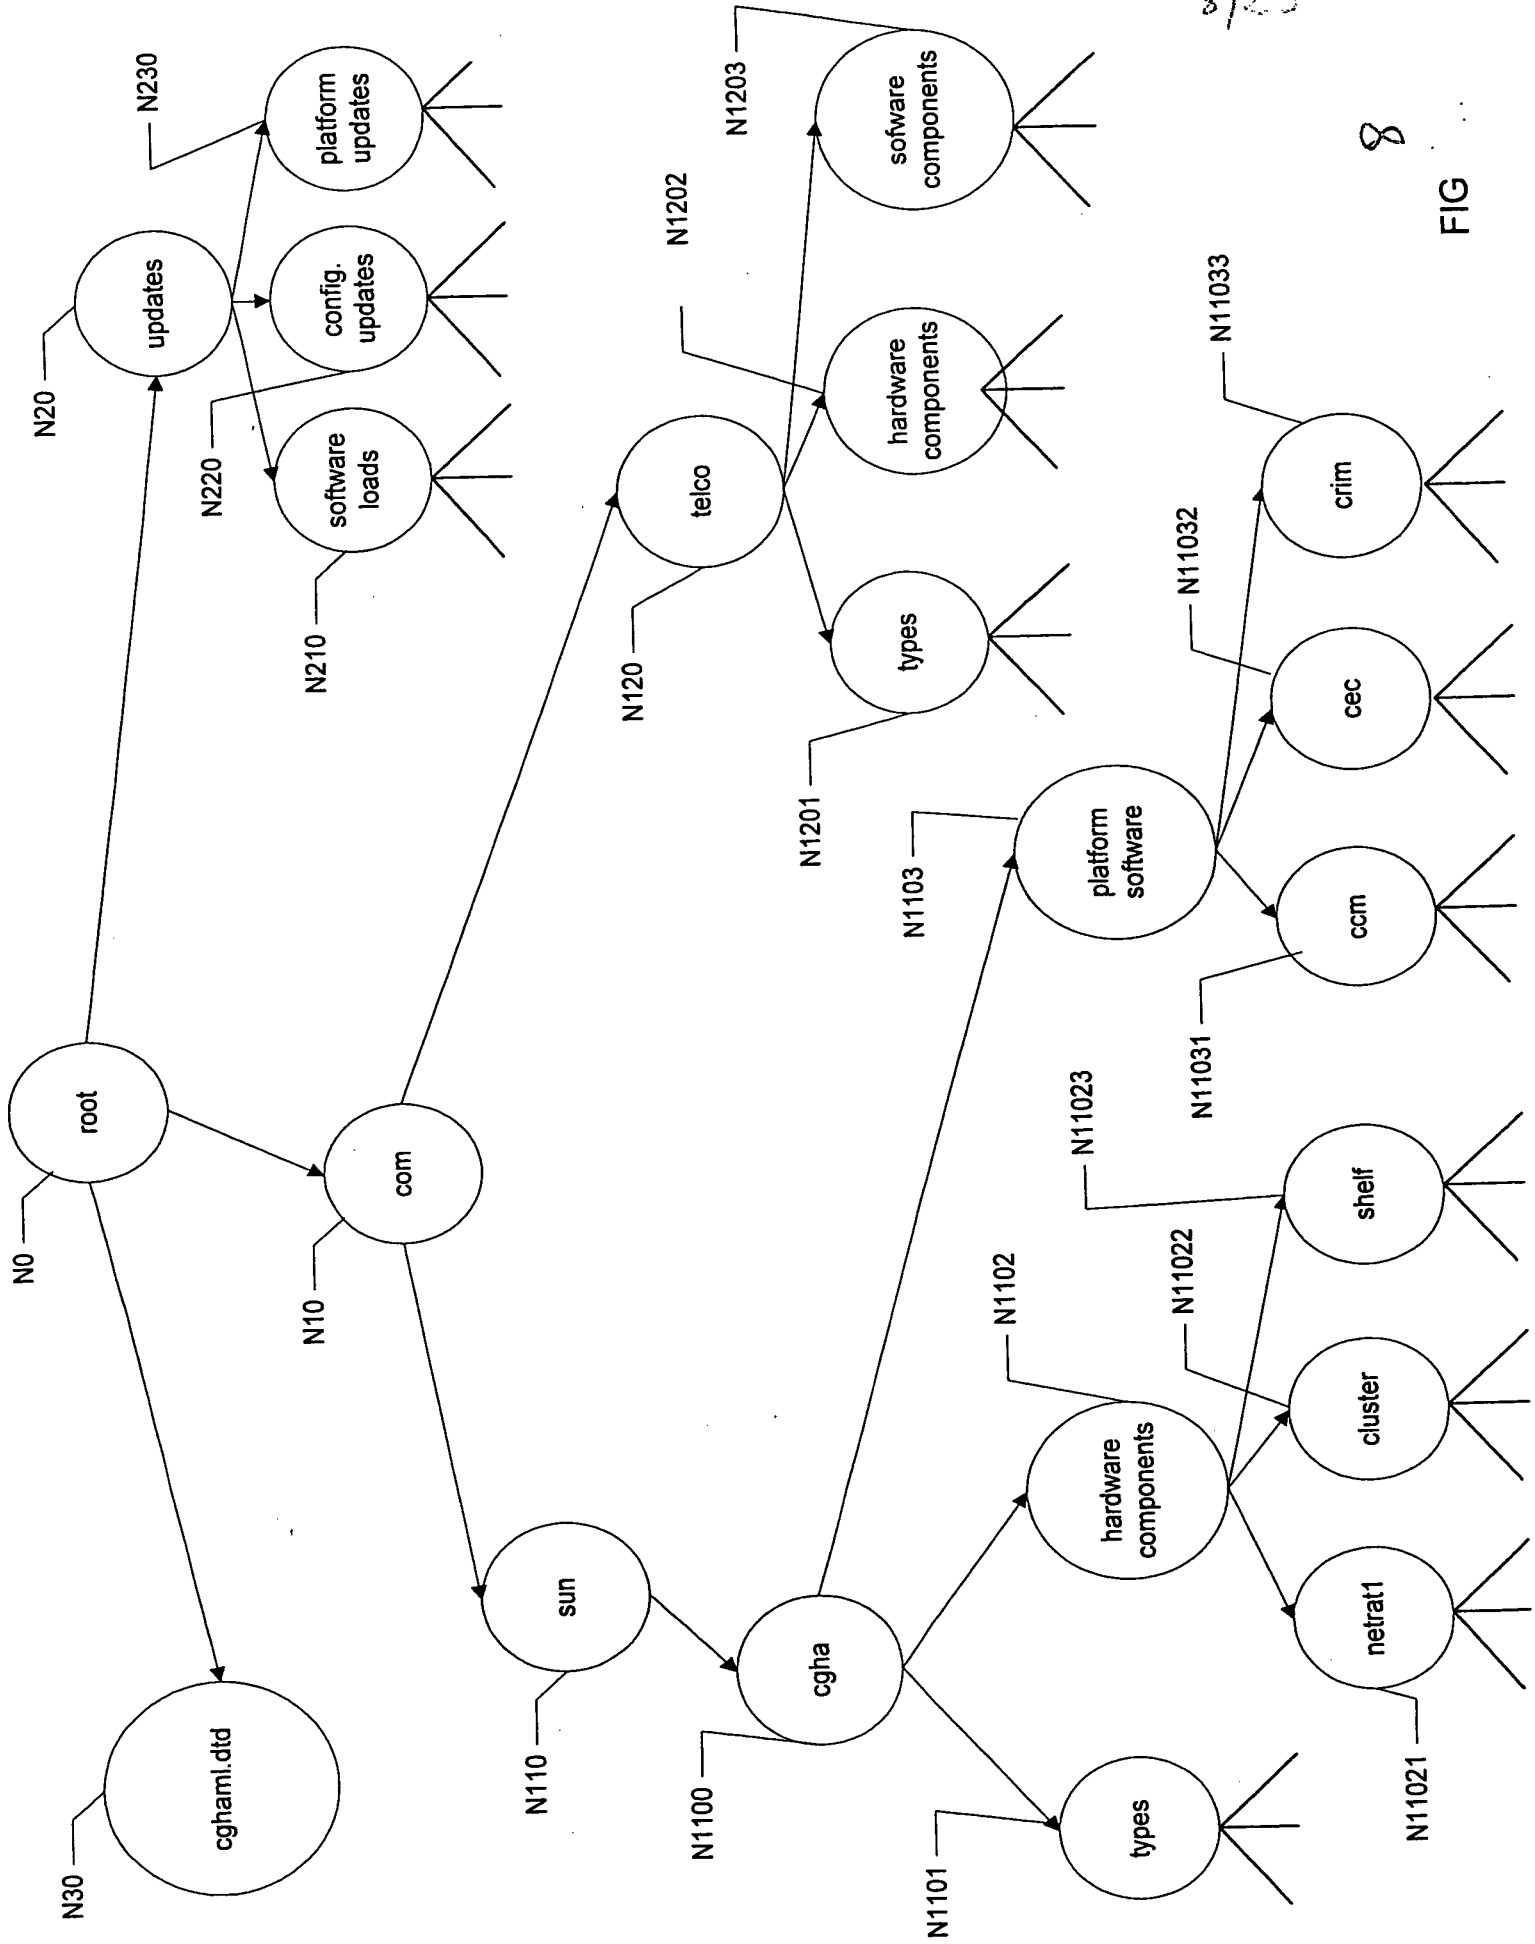 8/25
N0
root
N30
cghaml.dtd
N10
com
N20
updates
N210
software
loads
N220
config.
updates
N230
platform
updates
N110
sun
N120
telco
N1100
cgha
N1201
types
N1202
hardware
components
N1203
sofware
components
N1101
types
N1102
hardware
components
N1103
platform
software
N11021
netrat1
N11022
cluster
N11023
shelf
N11031
ccm
N11032
cec
N11033
crim
FIG 8